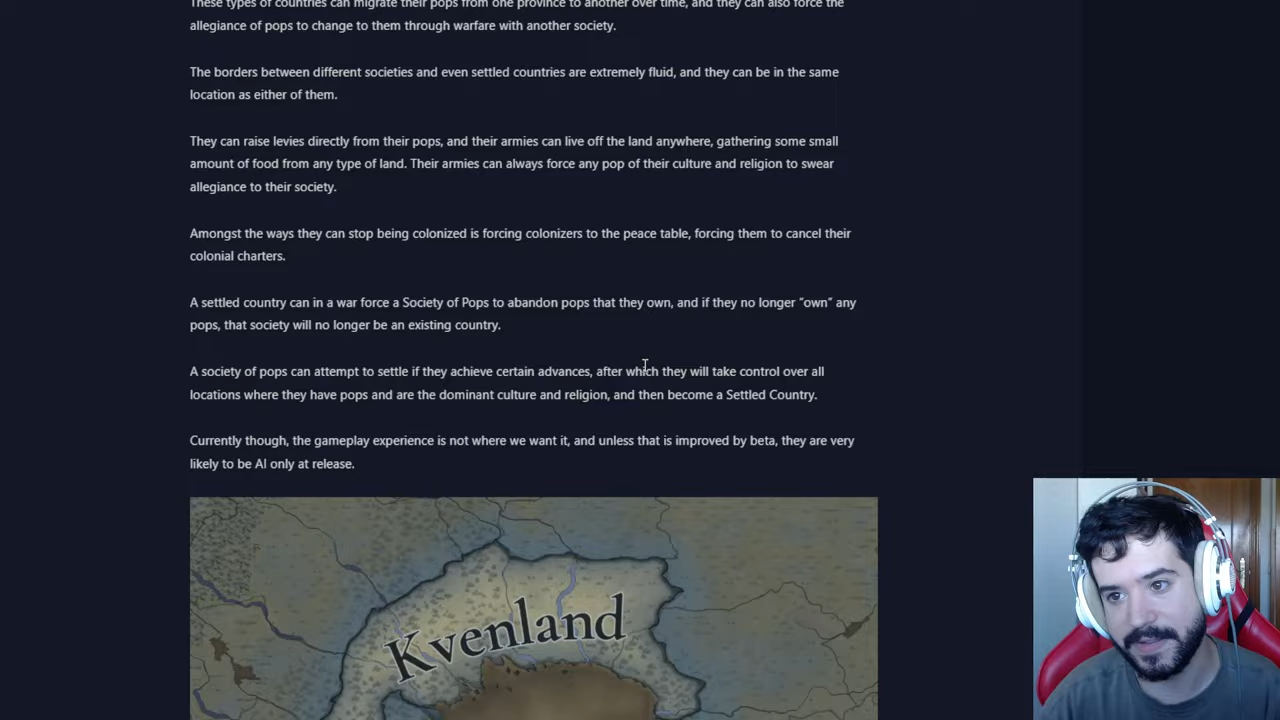 These types of countries can migrate their pops from one province to another over time, and they can also force the
allegiance of pops to change to them through warfare with another society.
The borders between different societies and even settled countries are extremely fluid, and they can be in the same
location as either of them.
They can raise levies directly from their pops, and their armies can live off the land anywhere, gathering some small
amount of food from any type of land. Their armies can always force any pop of their culture and religion to swear
allegiance to their society.
Amongst the ways they can stop being colonized is forcing colonizers to the peace table, forcing them to cancel their
colonial charters.
A settled country can in a war force a Society of Pops to abandon pops that they own, and if they no longer “own” any
pops, that society will no longer be an existing country.
A society of pops can attempt to settle if they achieve certain advances, after which they will take control over all
locations where they have pops and are the dominant culture and religion, and then become a Settled Country.
Currently though, the gameplay experience is not where we want it, and unless that is improved by beta, they are very
likely to be AI only at release.
Kvenland